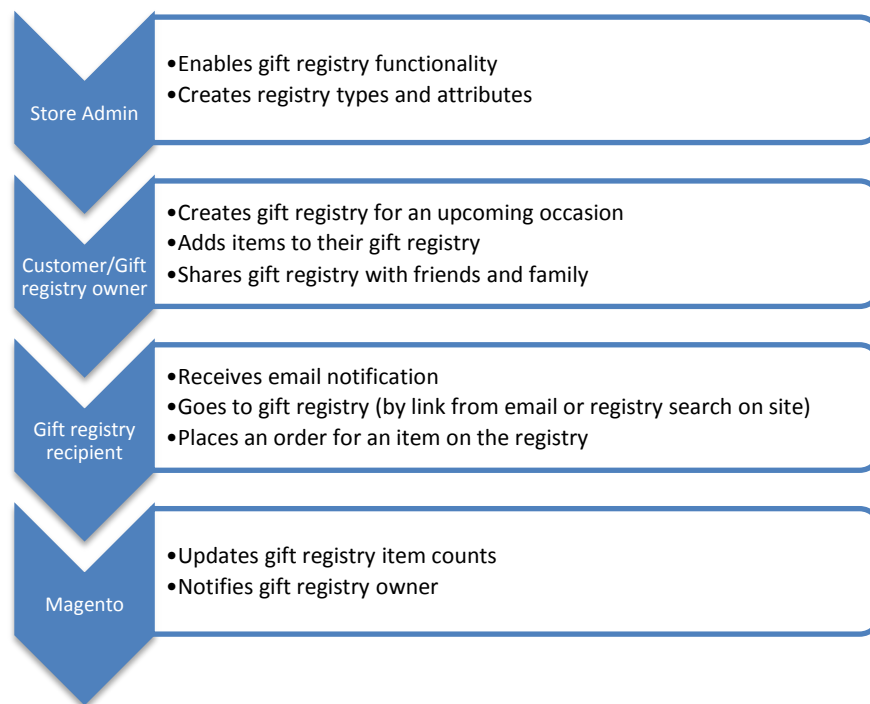 Store Admin
•Enables gift registry functionality
•Creates registry types and attributes
Customer/Gift
registry owner
•Creates gift registry for an upcoming occasion
•Adds items to their gift registry
•Shares gift registry with friends and family
Gift registry
recipient
•Receives email notification
•Goes to gift registry (by link from email or registry search on site)
•Places an order for an item on the registry
Magento
•Updates gift registry item counts
•Notifies gift registry owner